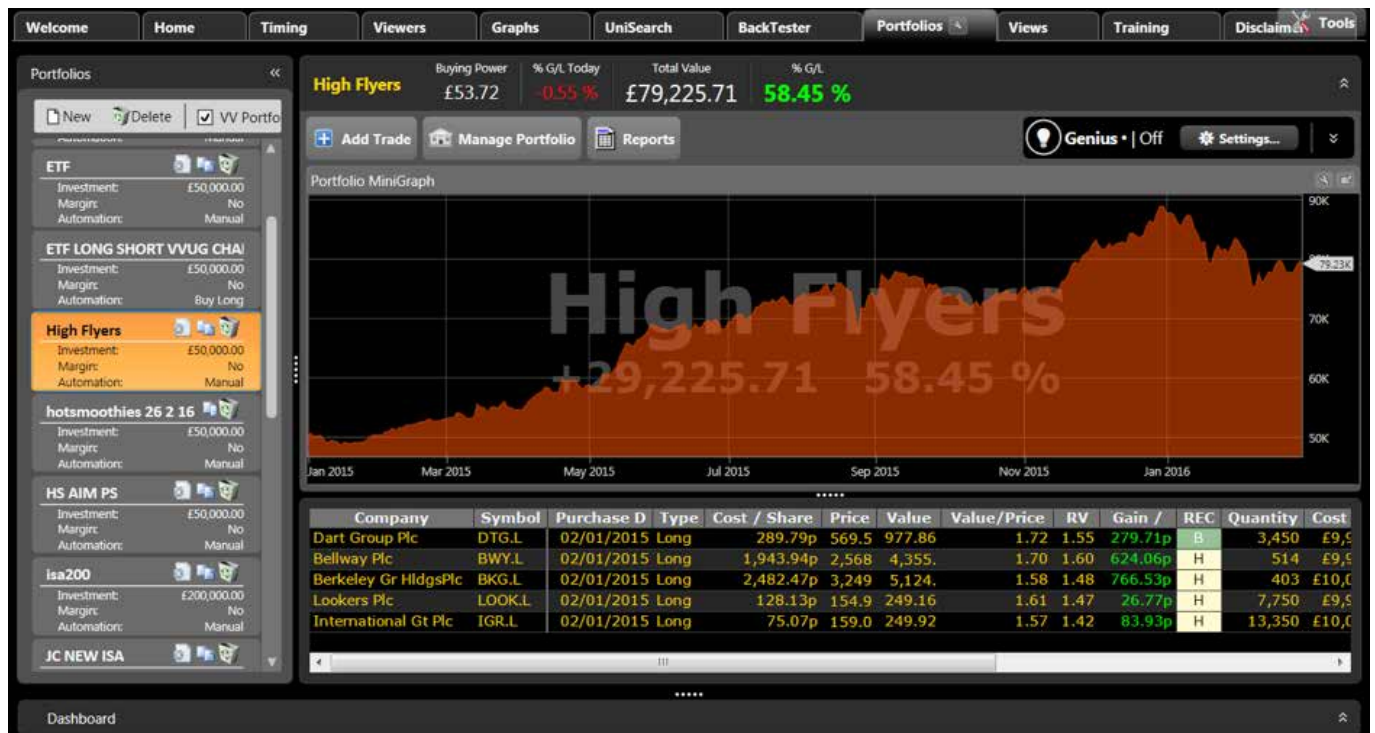 Welcome Home Timing Viewers Graphs UniSearch BackTester Portfolios Views Training Disclaimer Tools
Portfolios
New Delete VV Portfo
Manual
ETF
Investment: £50,000.00
Margin: No
Automation: Manual
ETF LONG SHORT VVUG CHA
Investment: £50,000.00
Margin: No
Automation: Buy Long
High Flyers
Investment: £50,000.00
Margin: No
Automation: Manual
hotsmoothies 26 2 16
Investment: £50,000.00
Margin: No
Automation: Manual
HS AIM PS
Investment: £50,000.00
Margin: No
Automation: Manual
isa200
Investment: £200,000.00
Margin: No
Automation: Manual
JC NEW ISA
High Flyers
Buying Power % G/L Today Total Value % G/L
£53.72 -0.55 % £79,225.71 58.45 %
Add Trade Manage Portfolio Reports
Genius • | Off Settings...
Portfolio MiniGraph
High Flyers
+29,225.71 58.45 %
90K
79.23K
70K
60K
50K
Jan 2015 Mar 2015 May 2015 Jul 2015 Sep 2015 Nov 2015 Jan 2016
Company Symbol Purchase D Type Cost / Share Price Value Value/Price RV Gain / REC Quantity Cost
Dart Group Plc DTG.L 02/01/2015 Long 289.79p 569.5 977.86 1.72 1.55 279.71p B 3,450 £9,9
Bellway Plc BWY.L 02/01/2015 Long 1,943.94p 2,568 4,355. 1.70 1.60 624.06p H 514 £9,9
Berkeley Gr HldgsPlc BKG.L 02/01/2015 Long 2,482.47p 3,249 5,124. 1.58 1.48 766.53p H 403 £10,0
Lookers Plc LOOK.L 02/01/2015 Long 128.13p 154.9 249.16 1.61 1.47 26.77p H 7,750 £9,9
International Gt Plc IGR.L 02/01/2015 Long 75.07p 159.0 249.92 1.57 1.42 83.93p H 13,350 £10,0
Dashboard